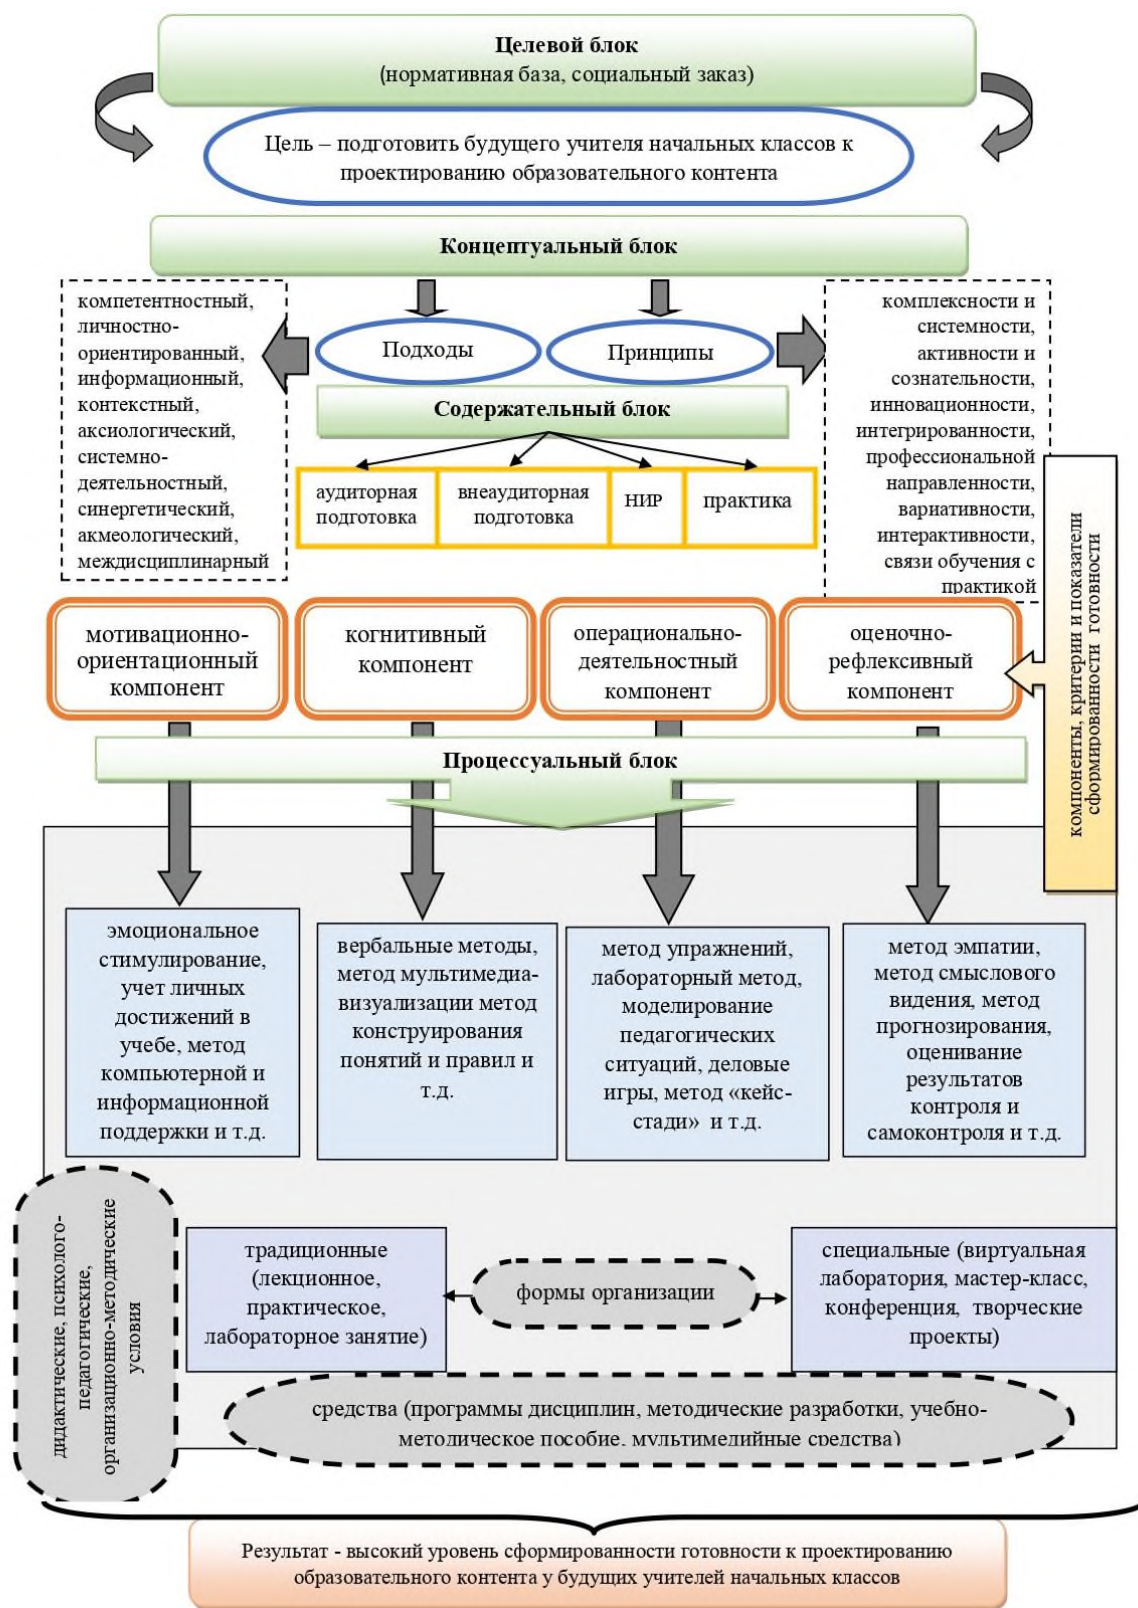 Целевой блок
(нормативная база, социальный заказ)
Цель – подготовить будущего учителя начальных классов к
проектированию образовательного контента
Концептуальный блок
компетентностный,
личностно-
ориентированный,
информационный,
контекстный,
аксиологический,
системно-
деятельностный,
синергетический,
акмеологический,
междисциплинарный
Подходы
Принципы
комплексности и
системности,
активности и
сознательности,
инновационности,
интегрированности,
профессиональной
направленности,
вариативности,
интерактивности,
связи обучения с
практикой
Содержательный блок
аудиторная
подготовка
внеаудиторная
подготовка
НИР
практика
компоненты, критерии и показатели
сформированности готовности
мотивационно-
ориентационный
компонент
когнитивный
компонент
операционально-
деятельностный
компонент
оценочно-
рефлексивный
компонент
Процессуальный блок
эмоциональное
стимулирование,
учет личных
достижений в
учебе, метод
компьютерной и
информационной
поддержки и т.д.
вербальные методы,
метод мультимедиа-
визуализации метод
конструирования
понятий и правил и
т.д.
метод упражнений,
лабораторный метод,
моделирование
педагогических
ситуаций, деловые
игры, метод «кейс-
стади» и т.д.
метод эмпатии,
метод смыслового
видения, метод
прогнозирования,
оценивание
результатов
контроля и
самоконтроля и т.д.
дидактические, психолого-
педагогические,
организационно-методические
условия
традиционные
(лекционное,
практическое,
лабораторное занятие)
формы организации
специальные (виртуальная
лаборатория, мастер-класс,
конференция, творческие
проекты)
средства (программы дисциплин, методические разработки, учебно-
методическое пособие, мультимедийные средства)
Результат - высокий уровень сформированности готовности к проектированию
образовательного контента у будущих учителей начальных классов